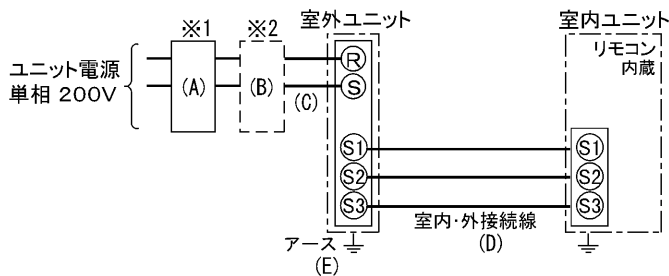 ※1
※2
室外ユニット
室内ユニット
リモコン
内蔵
ユニット電源
単相 200V
(A)
(B)
(C)
R
S
S1
S2
S3
S1
S2
S3
室内・外接続線
(D)
アース
(E)